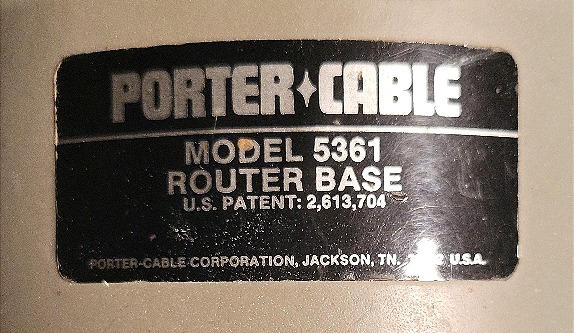 PORTER✦CABLE
MODEL 5361
ROUTER BASE
U.S. PATENT: 2,613,704
PORTER-CABLE CORPORATION, JACKSON, TN. U.S.A.